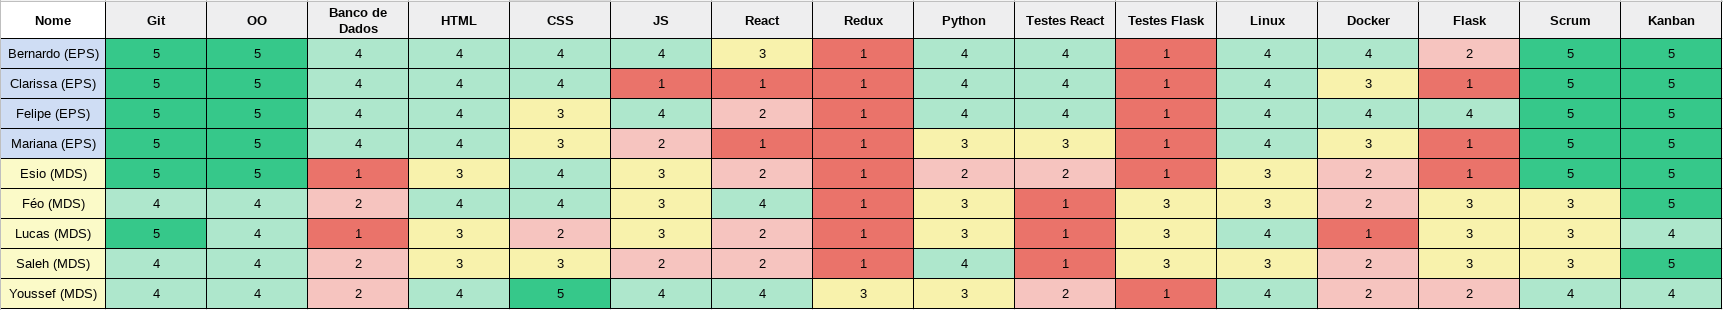 Nome Git OO Banco de Dados HTML CSS JS React Redux Python Testes React Testes Flask Linux Docker Flask Scrum Kanban
Bernardo (EPS) 5 5 4 4 4 4 3 1 4 4 1 4 4 2 5 5
Clarissa (EPS) 5 5 4 4 4 1 1 1 4 4 1 4 3 1 5 5
Felipe (EPS) 5 5 4 4 3 4 2 1 4 4 1 4 4 4 5 5
Mariana (EPS) 5 5 4 4 3 2 1 1 3 3 1 4 3 1 5 5
Esio (MDS) 5 5 1 3 4 3 2 1 2 2 1 3 2 1 5 5
Féo (MDS) 4 4 2 4 4 3 4 1 3 1 3 3 2 3 3 5
Lucas (MDS) 5 4 1 3 2 3 2 1 3 1 3 4 1 3 3 4
Saleh (MDS) 4 4 2 3 3 2 2 1 4 1 3 3 2 3 3 5
Youssef (MDS) 4 4 2 4 5 4 4 3 3 2 1 4 2 2 4 4